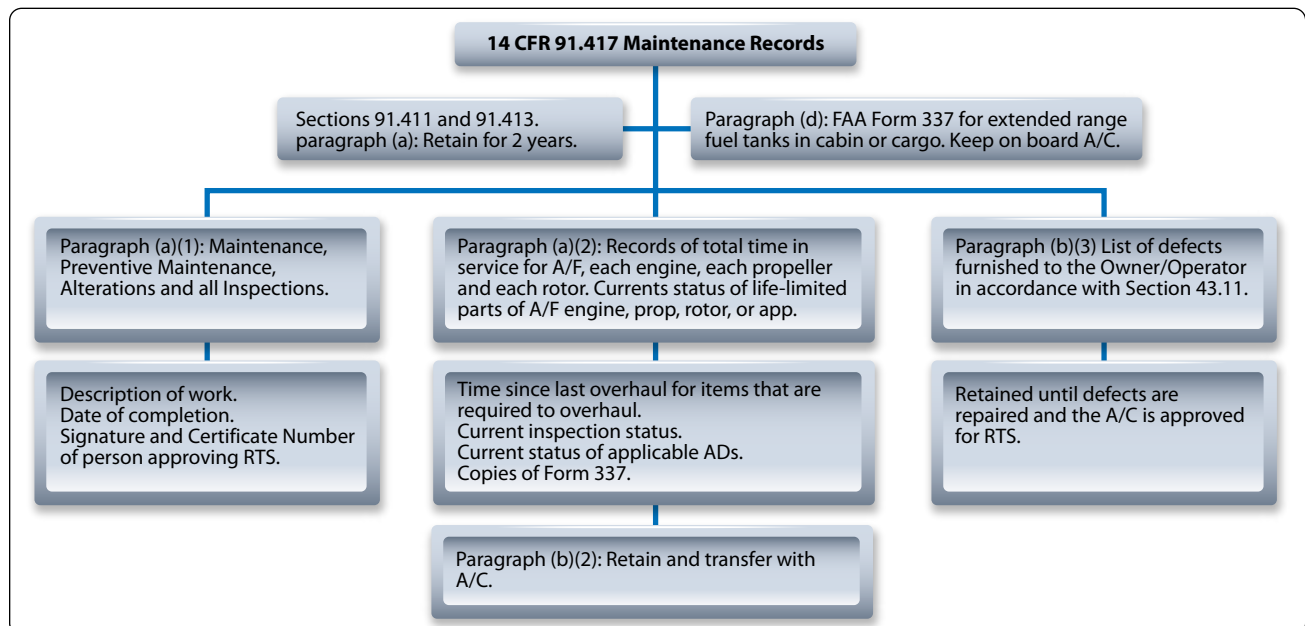 14 CFR 91.417 Maintenance Records
Sections 91.411 and 91.413.
paragraph (a): Retain for 2 years.
Paragraph (d): FAA Form 337 for extended range
fuel tanks in cabin or cargo. Keep on board A/C.
Paragraph (a)(1): Maintenance,
Preventive Maintenance,
Alterations and all Inspections.
Paragraph (a)(2): Records of total time in
service for A/F, each engine, each propeller
and each rotor. Currents status of life-limited
parts of A/F engine, prop, rotor, or app.
Paragraph (b)(3) List of defects
furnished to the Owner/Operator
in accordance with Section 43.11.
Description of work.
Date of completion.
Signature and Certificate Number
of person approving RTS.
Time since last overhaul for items that are
required to overhaul.
Current inspection status.
Current status of applicable ADs.
Copies of Form 337.
Retained until defects are
repaired and the A/C is approved
for RTS.
Paragraph (b)(2): Retain and transfer with
A/C.